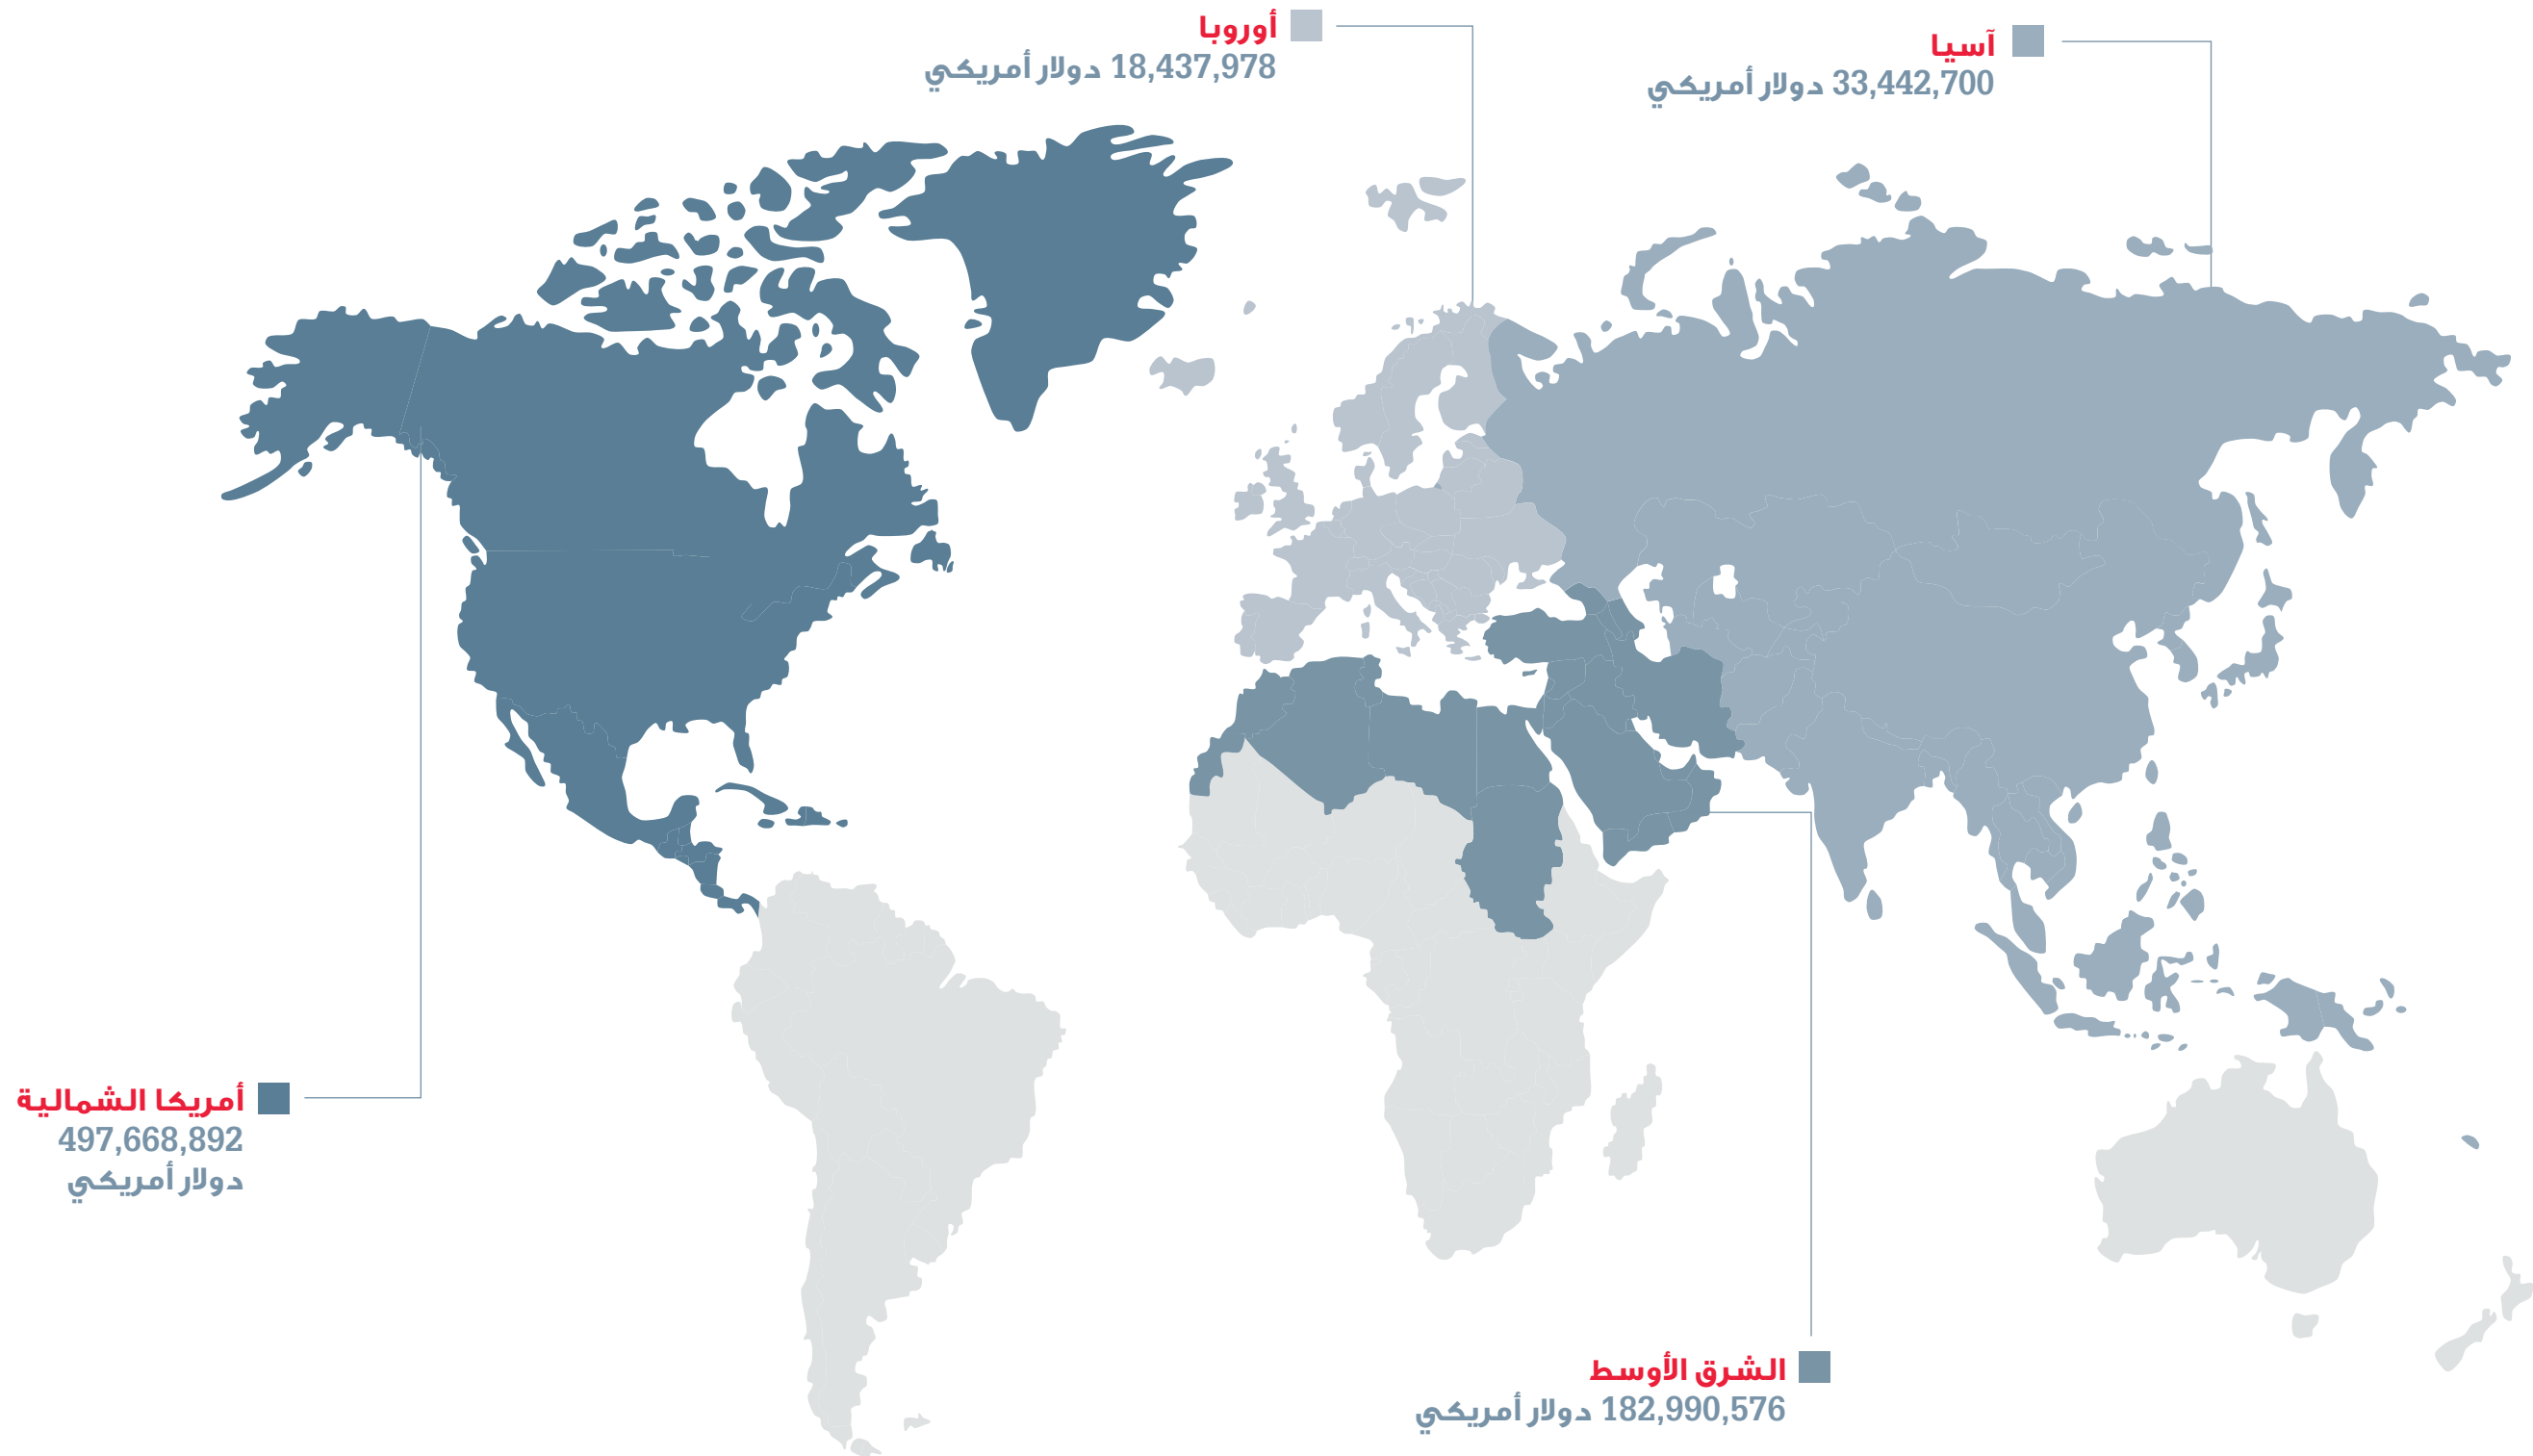 أوروبا
18,437,978 دولار أمريكي
آسيا
33,442,700 دولار أمريكي
أمريكا الشمالية
497,668,892
دولار أمريكي
الشرق الأوسط
182,990,576 دولار أمريكي